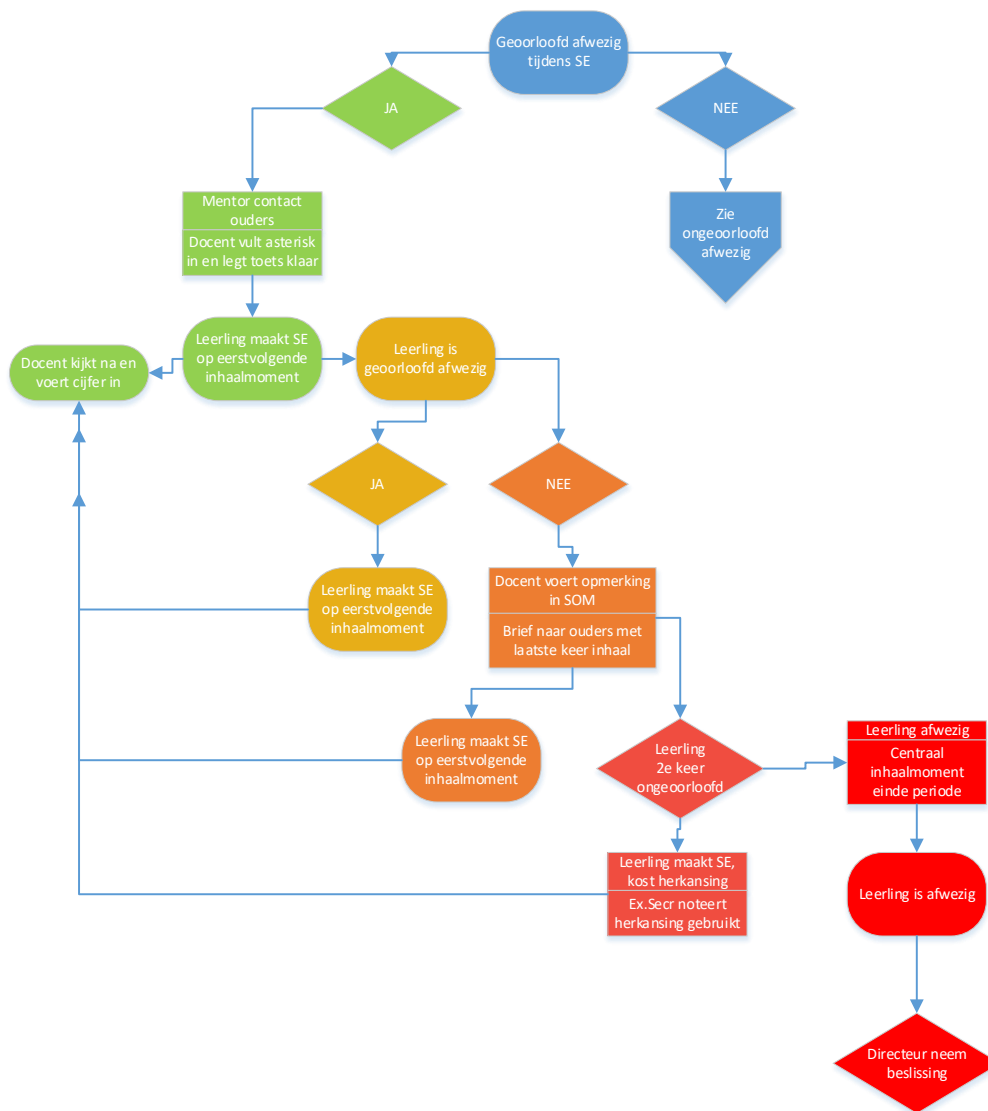 Geoorloofd afwezig
tijdens SE
JA
NEE
Mentor contact
ouders
Docent vult asterisk
in en legt toets klaar
Zie
ongeoorloofd
afwezig
Docent kijkt na en
voert cijfer in
Leerling maakt SE
op eerstvolgende
inhaalmoment
Leerling is
geoorloofd afwezig
JA
NEE
Leerling maakt SE
op eerstvolgende
inhaalmoment
Docent voert opmerking
in SOM
Brief naar ouders met
laatste keer inhaal
Leerling maakt SE
op eerstvolgende
inhaalmoment
Leerling
2e keer
ongeoorloofd
Leerling afwezig
Centraal
inhaalmoment
einde periode
Leerling maakt SE,
kost herkansing
Ex.Secr noteert
herkansing gebruikt
Leerling is afwezig
Directeur neem
beslissing